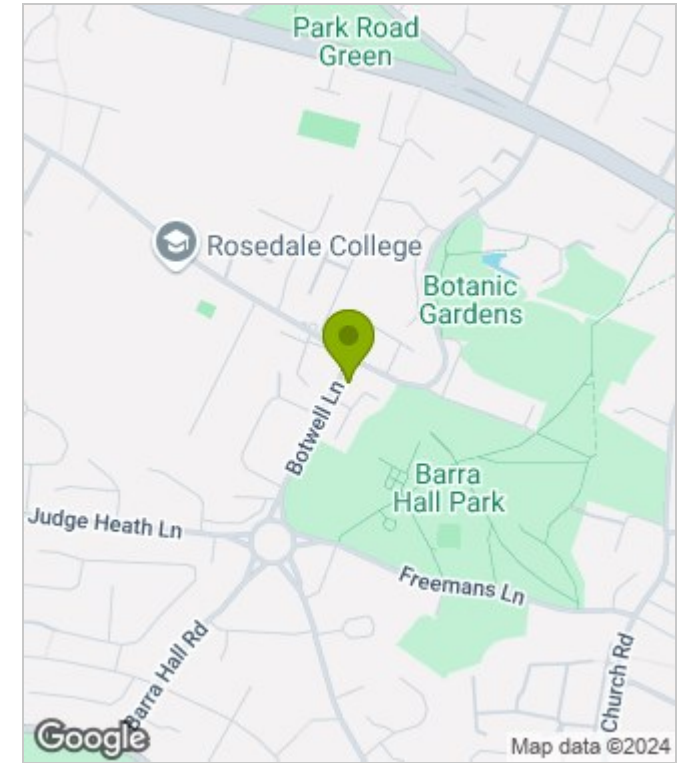 Park Road
Green
Rosedale College
Botanic
Gardens
Botwell Ln
Barra
Hall Park
Judge Heath Ln
Freemans Ln
Barra Hall Rd
Church Rd
Google
Map data ©2024